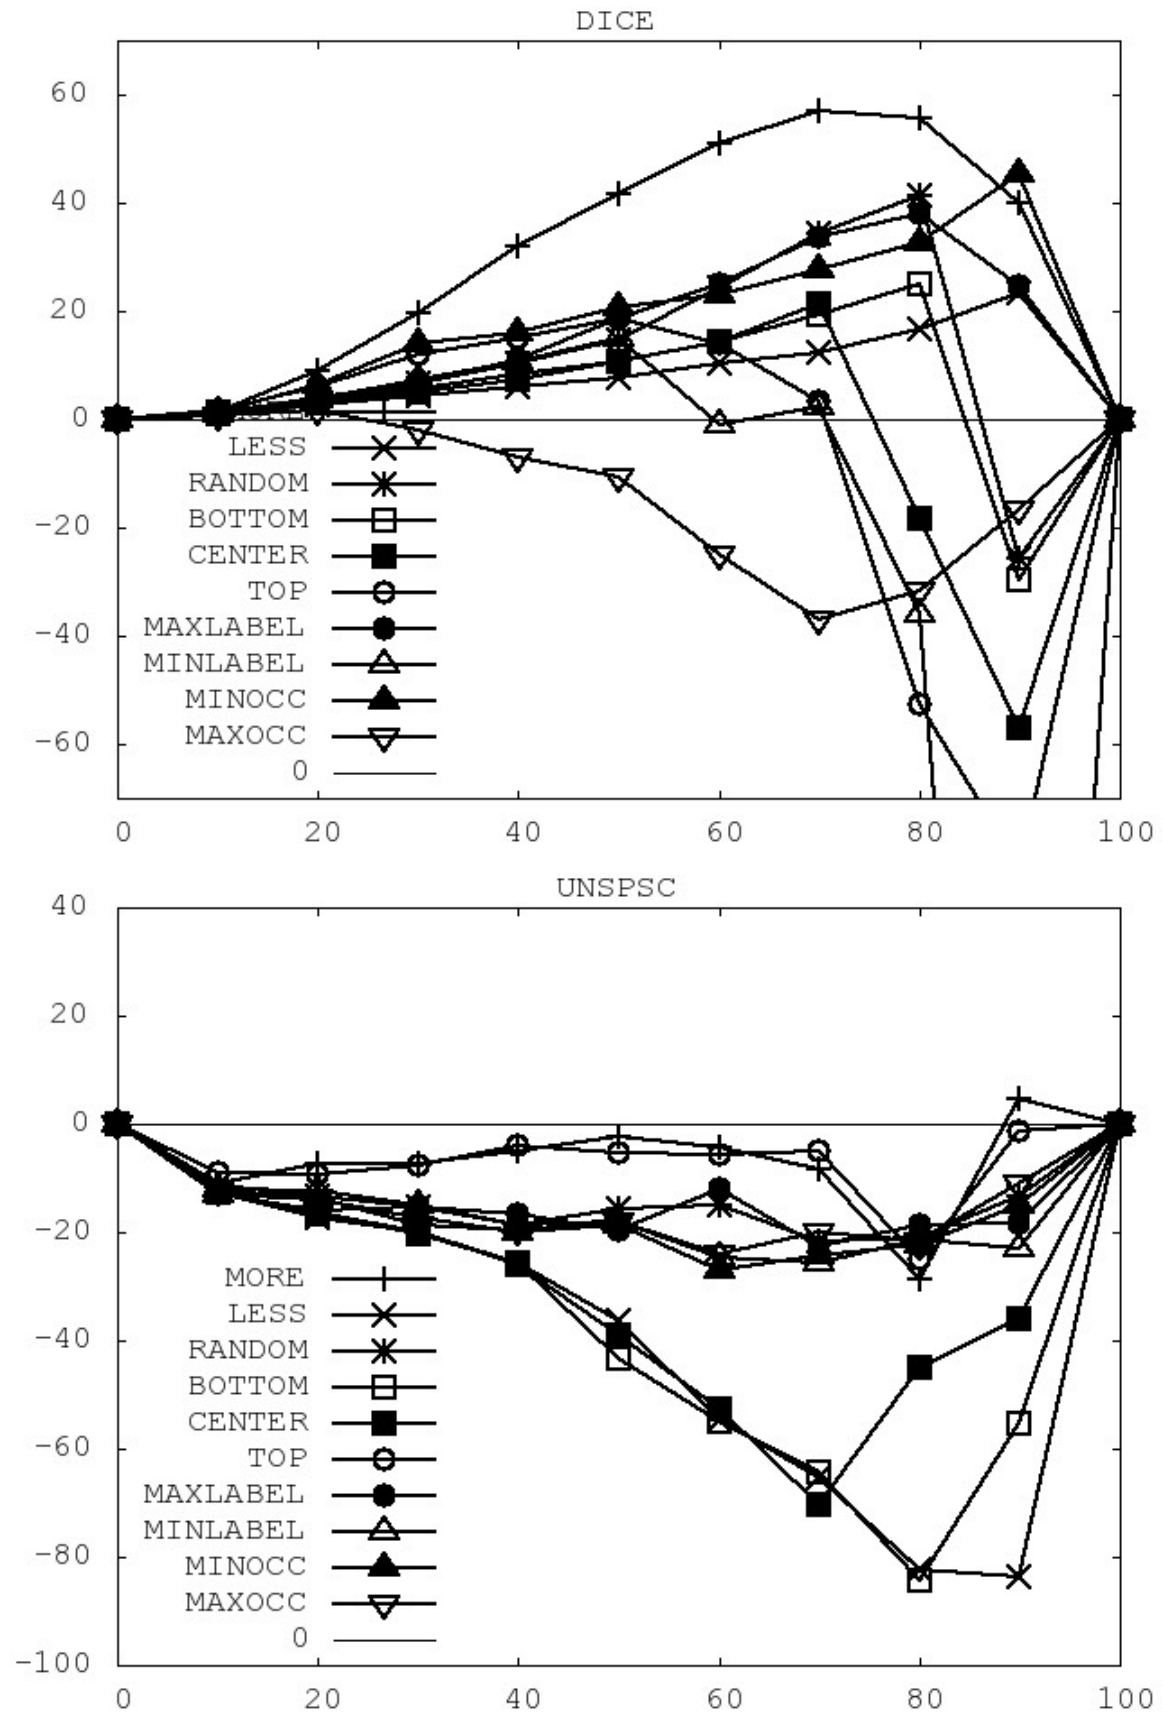 DICE
60
40
20
0
-20
-40
-60
LESS
RANDOM
BOTTOM
CENTER
TOP
MAXLABEL
MINLABEL
MINOCC
MAXOCC
0
0 20 40 60 80 100
UNSPSC
40
20
0
-20
-40
-60
-80
-100
MORE
LESS
RANDOM
BOTTOM
CENTER
TOP
MAXLABEL
MINLABEL
MINOCC
MAXOCC
0
0 20 40 60 80 100